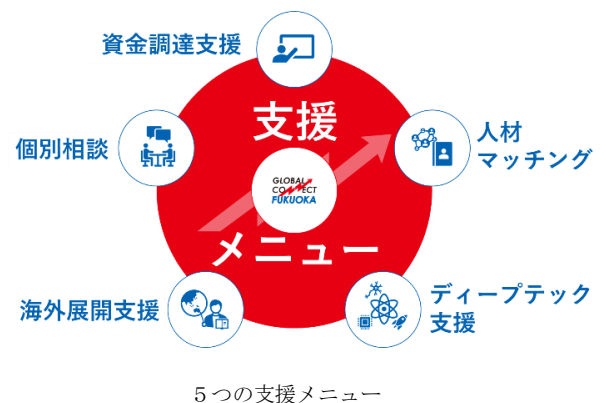 資金調達支援
支援
個別相談
人材
マッチング
GLOBAL
CONNECT
FUKUOKA
メニュー
海外展開支援
ディープテック
支援
５つの支援メニュー